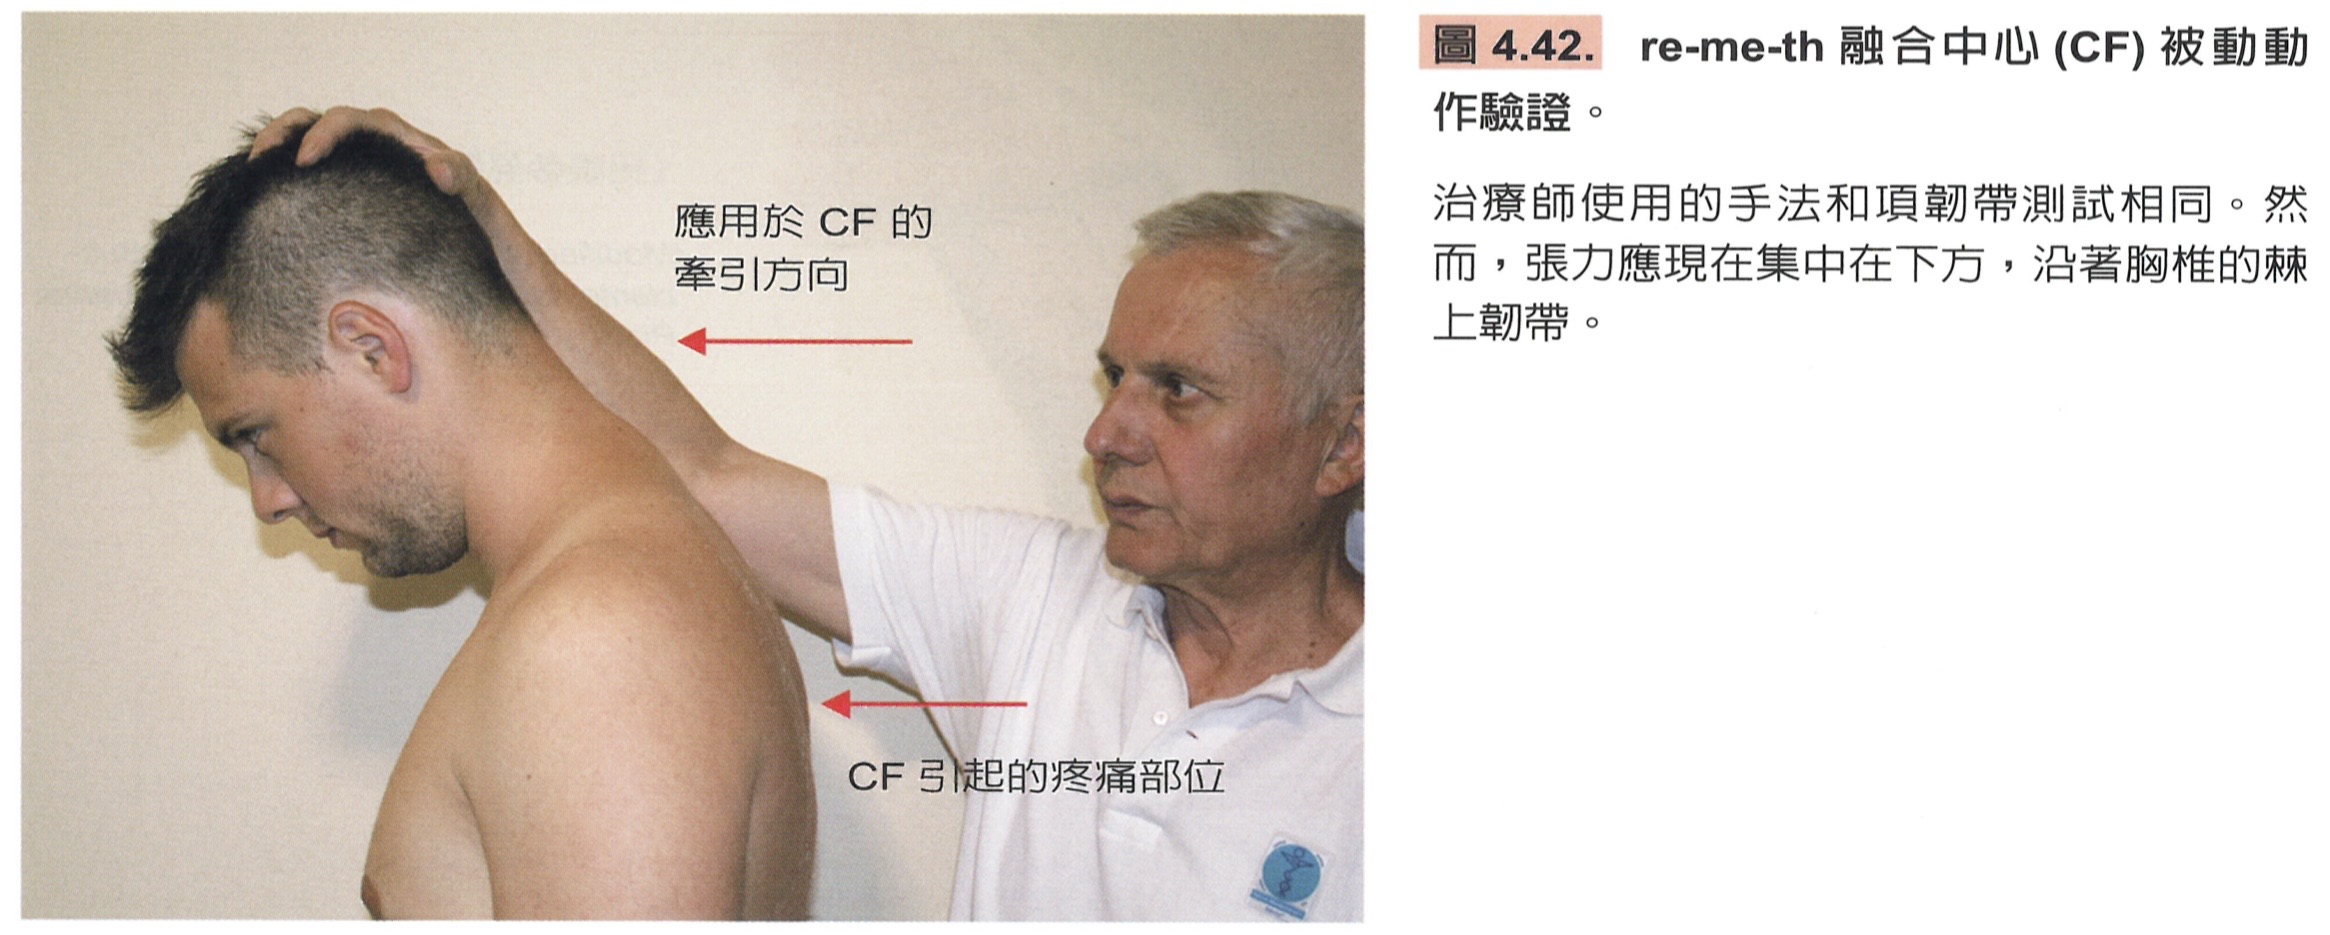 應用於 CF 的
牽引方向
CF 引起的疼痛部位
圖 4.42. re-me-th 融合中心 (CF) 被動動
作驗證。
治療師使用的手法和項韌帶測試相同。然
而，張力應現在集中在下方，沿著胸椎的棘
上韌帶。